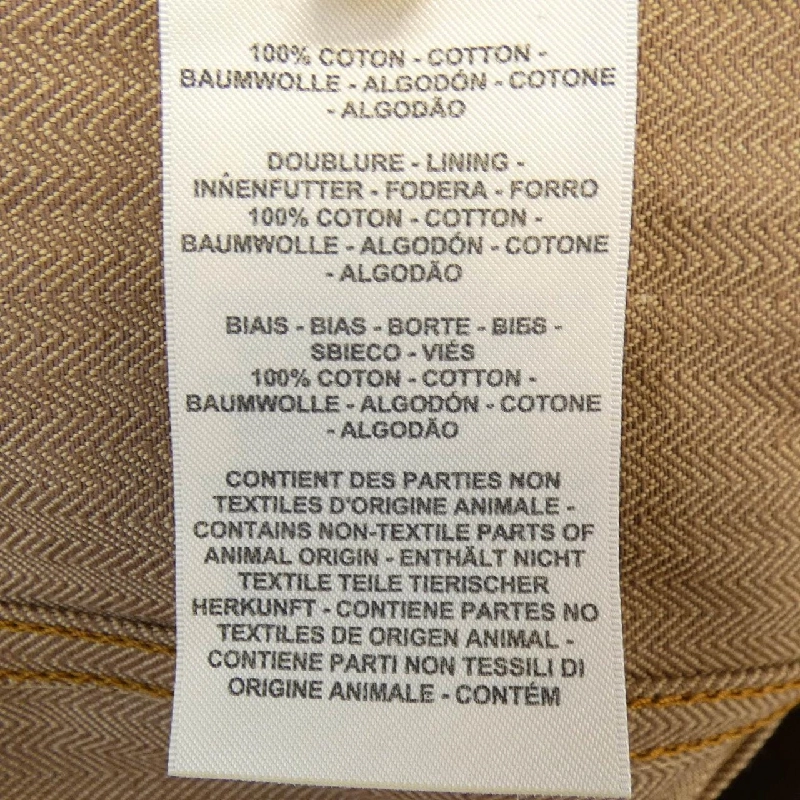 100% COTON - COTTON -
BAUMWOLLE - ALGODÓN - COTONE
- ALGODÃO
DOUBLURE - LINING -
INNENFUTTER - FODERA - FORRO
100% COTON - COTTON -
BAUMWOLLE - ALGODÓN - COTONE
- ALGODÃO
BIAIS - BIAS - BORTE - BIES -
SBIECO - VIÉS
100% COTON - COTTON -
BAUMWOLLE - ALGODÓN - COTONE
- ALGODÃO
CONTIENT DES PARTIES NON
TEXTILES D'ORIGINE ANIMALE -
CONTAINS NON-TEXTILE PARTS OF
ANIMAL ORIGIN - ENTHÄLT NICHT
TEXTILE TEILE TIERISCHER
HERKUNFT - CONTIENE PARTES NO
TEXTILES DE ORIGEN ANIMAL -
CONTIENE PARTI NON TESSILI DI
ORIGINE ANIMALE - CONTÉM